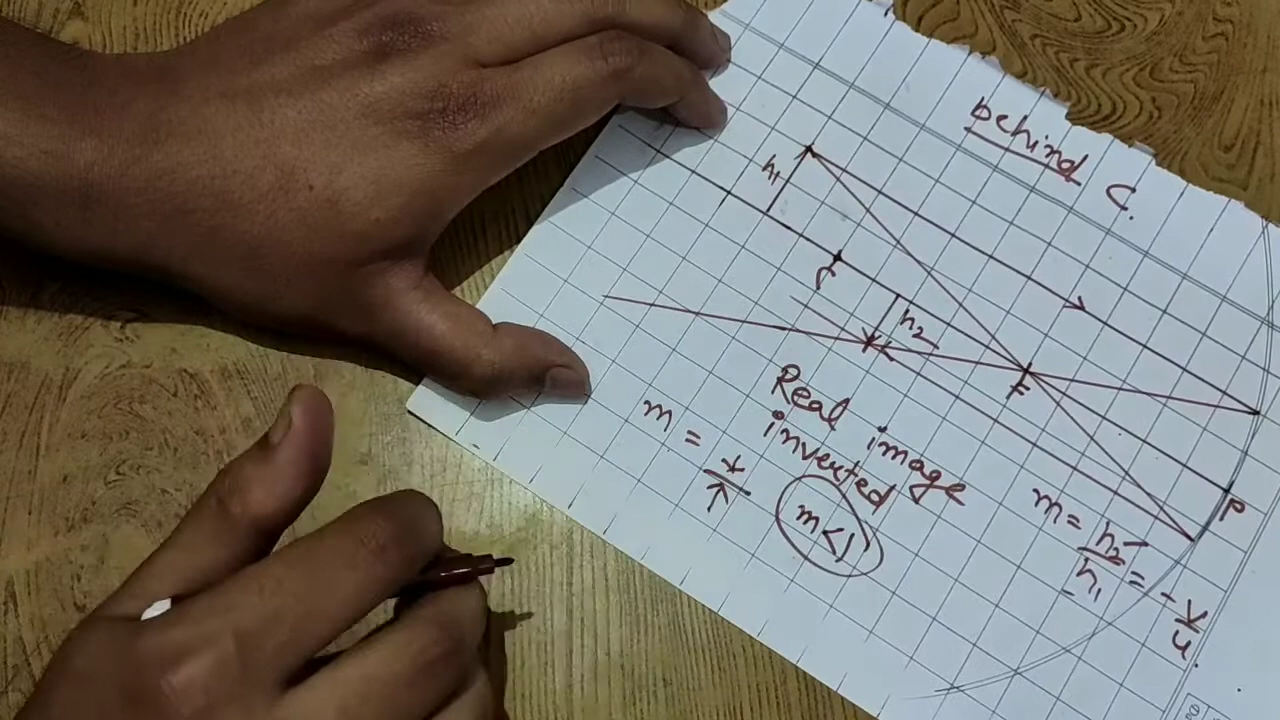 behind C.
h1
C
h2
F
P
Real image
inverted
m =
m<1
m = h2/h1 = -v/u